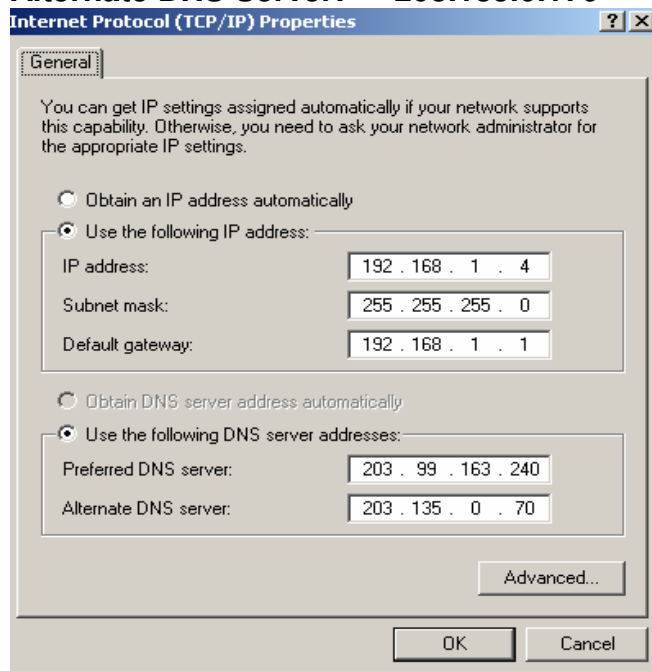 Internet Protocol (TCP/IP) Properties
General
You can get IP settings assigned automatically if your network supports
this capability. Otherwise, you need to ask your network administrator for
the appropriate IP settings.
Obtain an IP address automatically
Use the following IP address:
IP address: 192 . 168 . 1 . 4
Subnet mask: 255 . 255 . 255 . 0
Default gateway: 192 . 168 . 1 . 1
Obtain DNS server address automatically
Use the following DNS server addresses:
Preferred DNS server: 203 . 99 . 163 . 240
Alternate DNS server: 203 . 135 . 0 . 70
Advanced...
OK Cancel